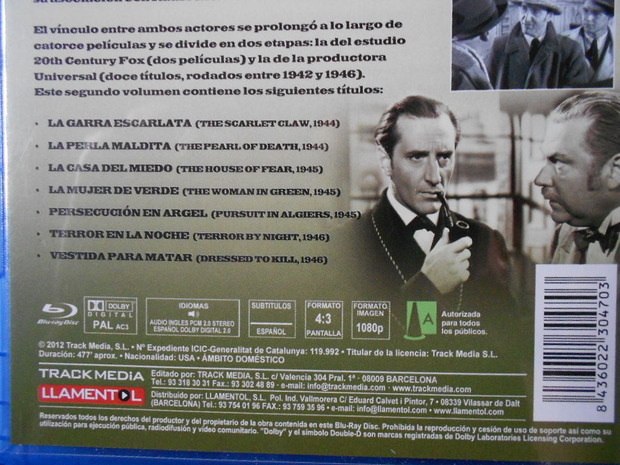 El vínculo entre ambos actores se prolongó a lo largo de
catorce películas y se divide en dos etapas: la del estudio
20th Century Fox (dos películas) y la de la productora
Universal (doce títulos, rodados entre 1942 y 1946).
Este segundo volumen contiene los siguientes títulos:
• LA GARRA ESCARLATA (THE SCARLET CLAW, 1944)
• LA PERLA MALDITA (THE PEARL OF DEATH, 1944)
• LA CASA DEL MIEDO (THE HOUSE OF FEAR, 1945)
• LA MUJER DE VERDE (THE WOMAN IN GREEN, 1945)
• PERSECUCIÓN EN ARGEL (PURSUIT IN ALGIERS, 1945)
• TERROR EN LA NOCHE (TERROR BY NIGHT, 1946)
• VESTIDA PARA MATAR (DRESSED TO KILL, 1946)
Blu-ray Disc
DOLBY DIGITAL
PAL AC3
IDIOMAS
AUDIO INGLES PCM 2.0 STEREO
ESPAÑOL DOLBY DIGITAL 2.0
SUBTITULOS
ESPAÑOL
FORMATO
4:3
PANTALLA
FORMATO
IMAGEN
1080p
A
Autorizada
para todos
los públicos.
© 2012 Track Media S.L. • Nº Expediente ICIC-Generalitat de Catalunya: 119.992 • Titular de la licencia: Track Media S.L.
Duración: 477' aprox. • Nacionalidad: USA • ÁMBITO DOMÉSTICO
TRACK MEDIA
Editado por: TRACK MEDIA, S.L. c/ Valencia 304 Pral. 1ª - 08009 BARCELONA
Tel.: 93 318 30 31 Fax: 93 302 48 89 - e-mail: info@trackmedia.com - www.trackmedia.com
LLAMENTOL
Distribuido por: LLAMENTOL, S.L. Pol. Ind. Vallmorera C/ Eduard Calvet i Pintor, 7 - 08339 Vilassar de Dalt
(BARCELONA) Tel.: 93 754 01 96 FAX: 93 759 35 96 • e-mail: info@llamentol.com - www.llamentol.com
Reservados todos los derechos del productor y del propietario de la obra contenida en este Blu-Ray Disc. Prohibida la reproducción y cesión de uso de soporte así como
utilización para ejecución pública, radiodifusión y video comunitario. "Dolby" y el símbolo Double-D son marcas registradas de Dolby Laboratories Licensing Corporation.
8 436022 304703